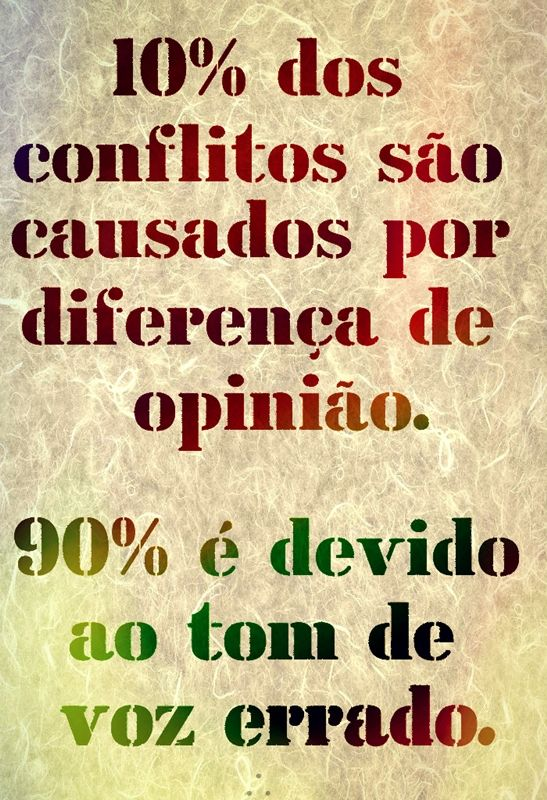 10% dos
conflitos são
causados por
diferença de
opinião.
90% é devido
ao tom de
voz errado.